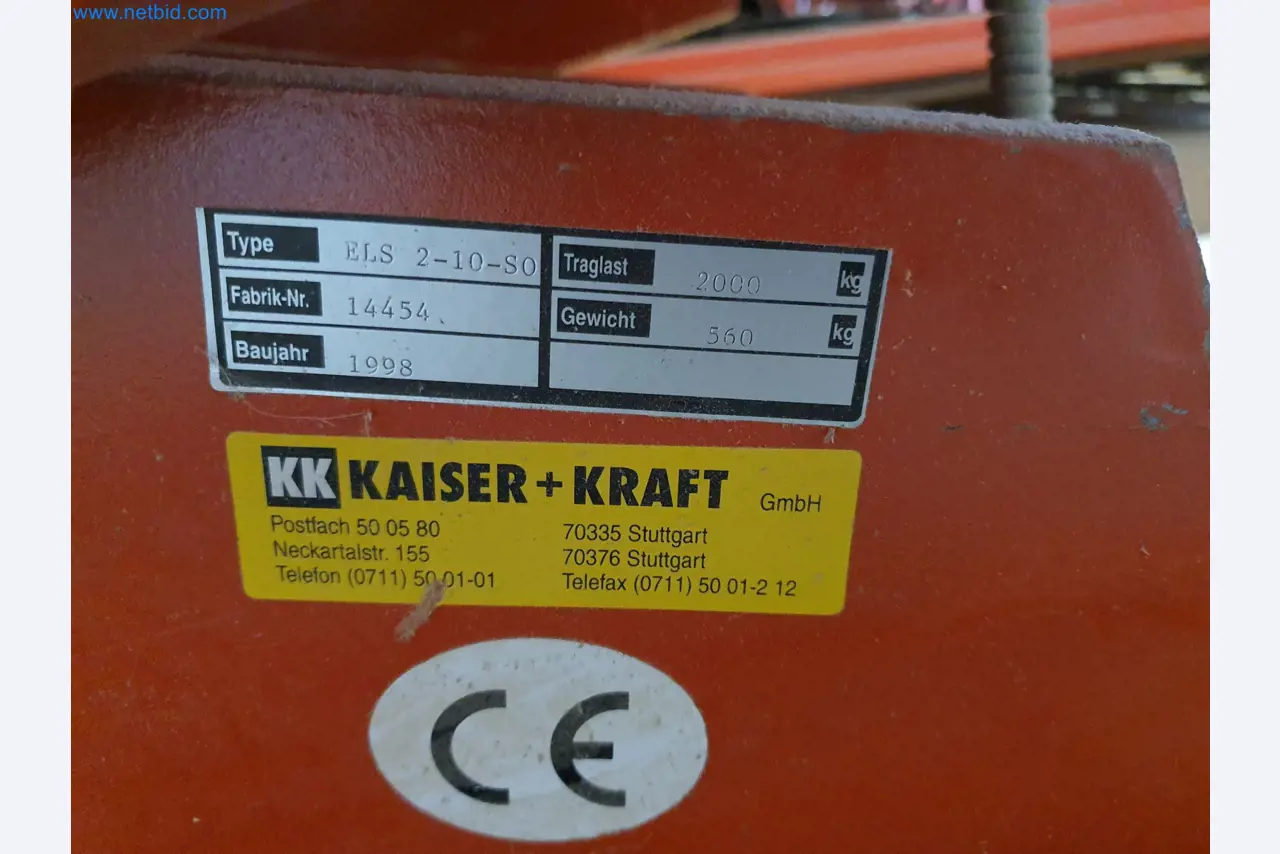 www.netbid.com
Type ELS 2-10-SO
Traglast 2000 kg
Fabrik-Nr. 14454
Gewicht 560 kg
Baujahr 1998
KK KAISER+KRAFT GmbH
Postfach 50 05 80 70335 Stuttgart
Neckartalstr. 155 70376 Stuttgart
Telefon (0711) 50 01-01 Telefax (0711) 50 01-2 12
CE